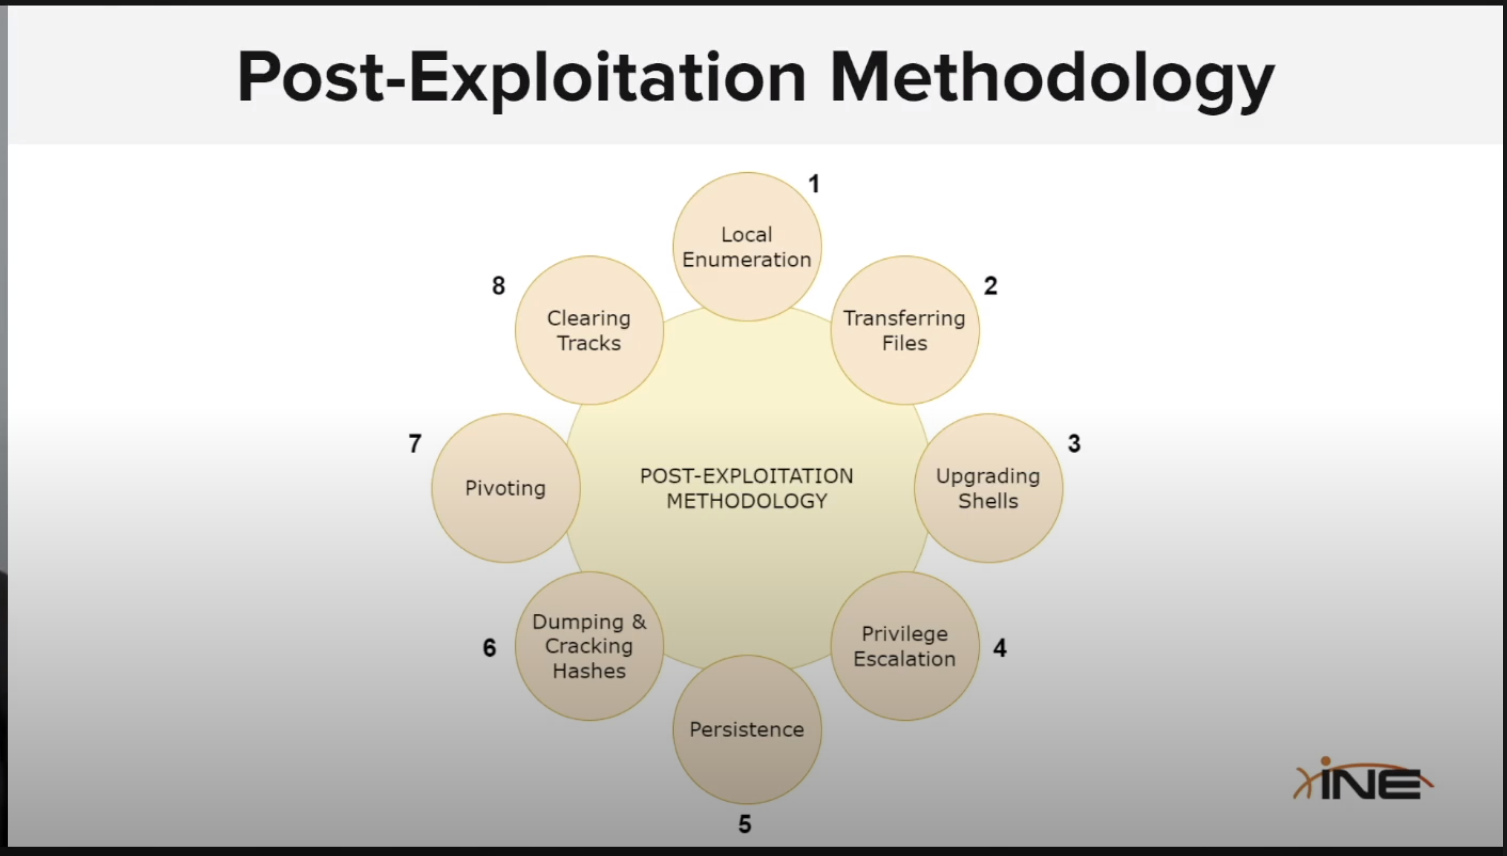 Post-Exploitation Methodology
1
Local
Enumeration
2
Transferring
Files
3
Upgrading
Shells
4
Privilege
Escalation
5
Persistence
6
Dumping &
Cracking
Hashes
7
Pivoting
8
Clearing
Tracks
POST-EXPLOITATION
METHODOLOGY
iNE